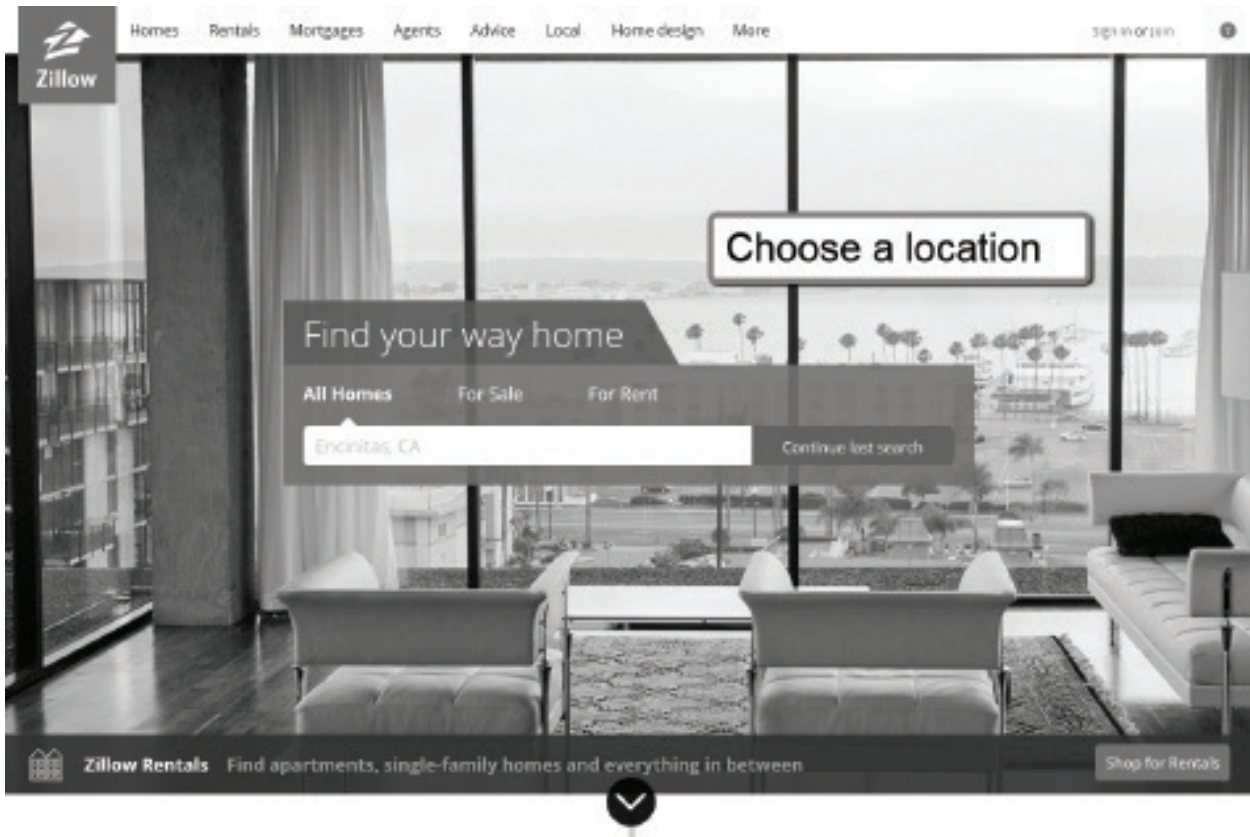 Zillow
Homes Rentals Mortgages Agents Advice Local Home design More Sign in or Join ?
Choose a location
Find your way home
All Homes For Sale For Rent
Encinitas, CA Continue last search
Zillow Rentals Find apartments, single-family homes and everything in between Shop for Rentals